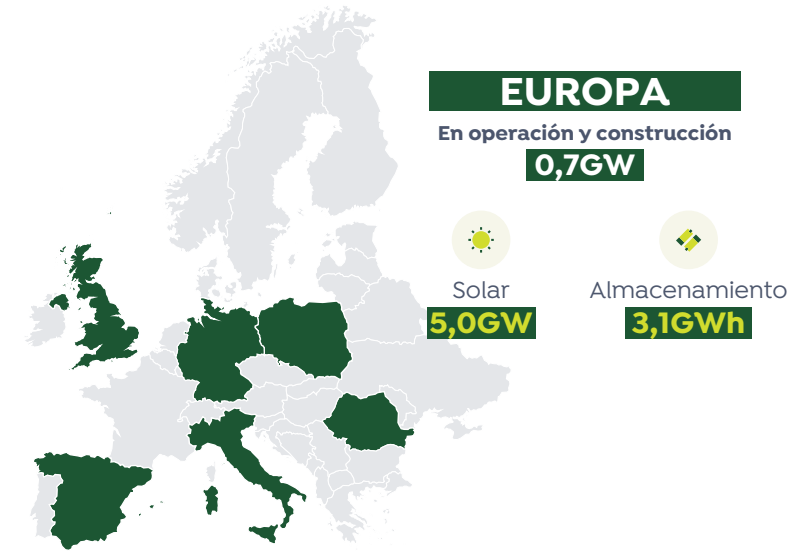 EUROPA
En operación y construcción
0,7GW
Solar
Almacenamiento
5,0GW
3,1GWh